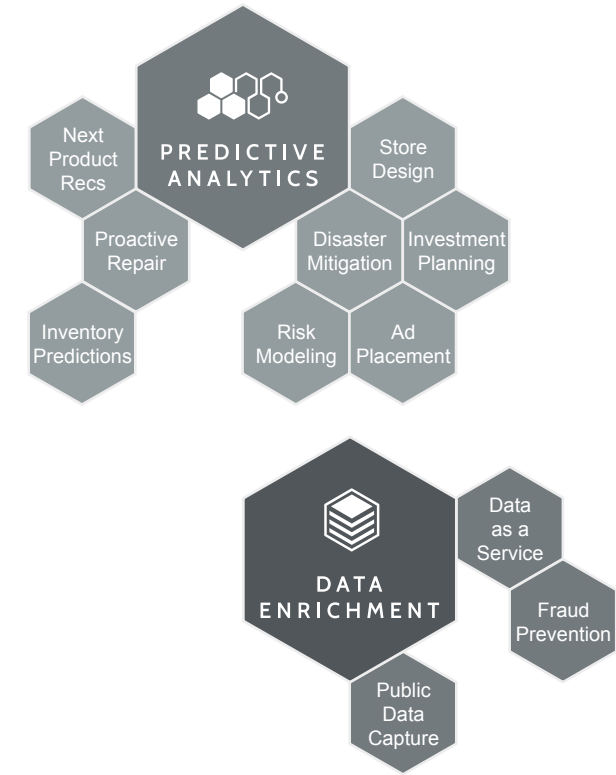 PREDICTIVE
ANALYTICS
Next
Product
Recs
Store
Design
Proactive
Repair
Disaster
Mitigation
Investment
Planning
Inventory
Predictions
Risk
Modeling
Ad
Placement
DATA
ENRICHMENT
Data
as a
Service
Fraud
Prevention
Public
Data
Capture